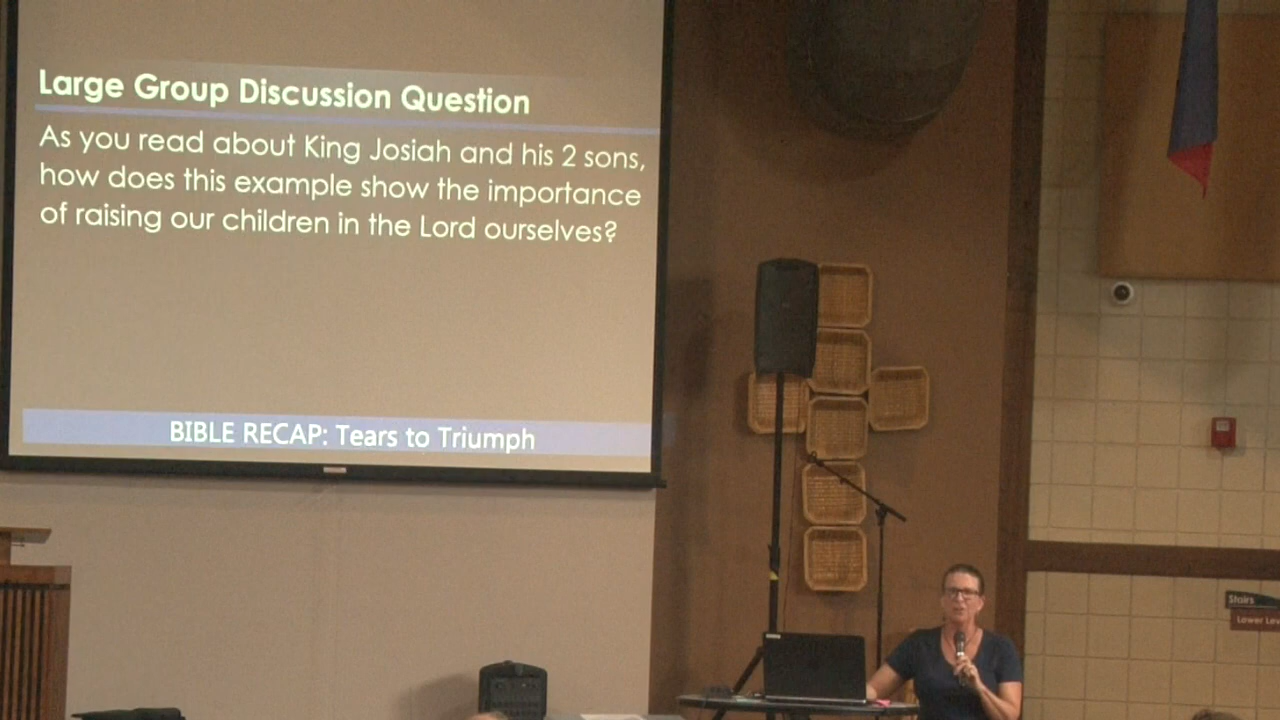 Large Group Discussion Question
As you read about King Josiah and his 2 sons,
how does this example show the importance
of raising our children in the Lord ourselves?
BIBLE RECAP: Tears to Triumph
Stairs
Lower